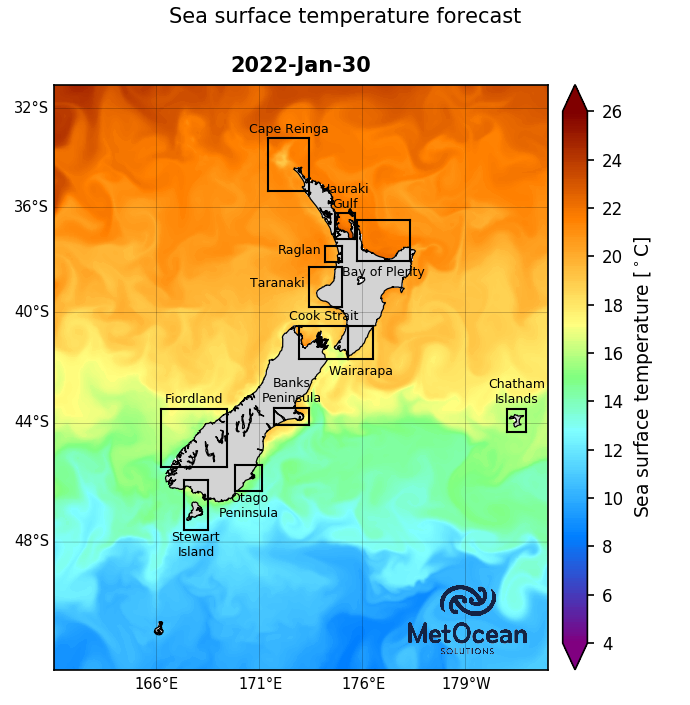 Sea surface temperature forecast
2022-Jan-30
32°S
36°S
40°S
44°S
48°S
Cape Reinga
Hauraki
Gulf
Raglan
Bay of Plenty
Taranaki
Cook Strait
Wairarapa
Banks
Peninsula
Fiordland
Chatham
Islands
Otago
Peninsula
Stewart
Island
MetOcean
SOLUTIONS
166°E
171°E
176°E
179°W
26
24
22
20
18
16
14
12
10
8
6
4
Sea surface temperature [°C]